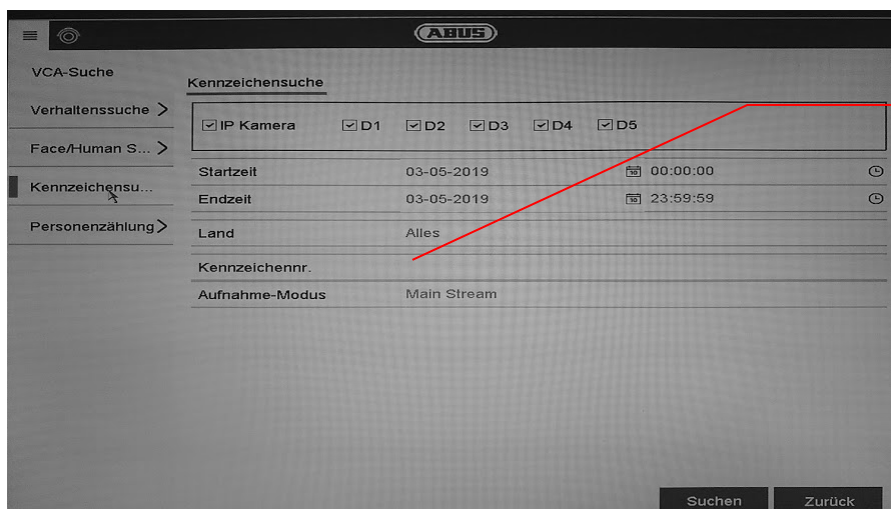 ABUS
VCA-Suche
Verhaltenssuche >
Face/Human S... >
Kennzeichensu...
Personenzählung >
Kennzeichensuche
IP Kamera D1 D2 D3 D4 D5
Startzeit 03-05-2019 00:00:00
Endzeit 03-05-2019 23:59:59
Land Alles
Kennzeichennr.
Aufnahme-Modus Main Stream
Suchen Zurück